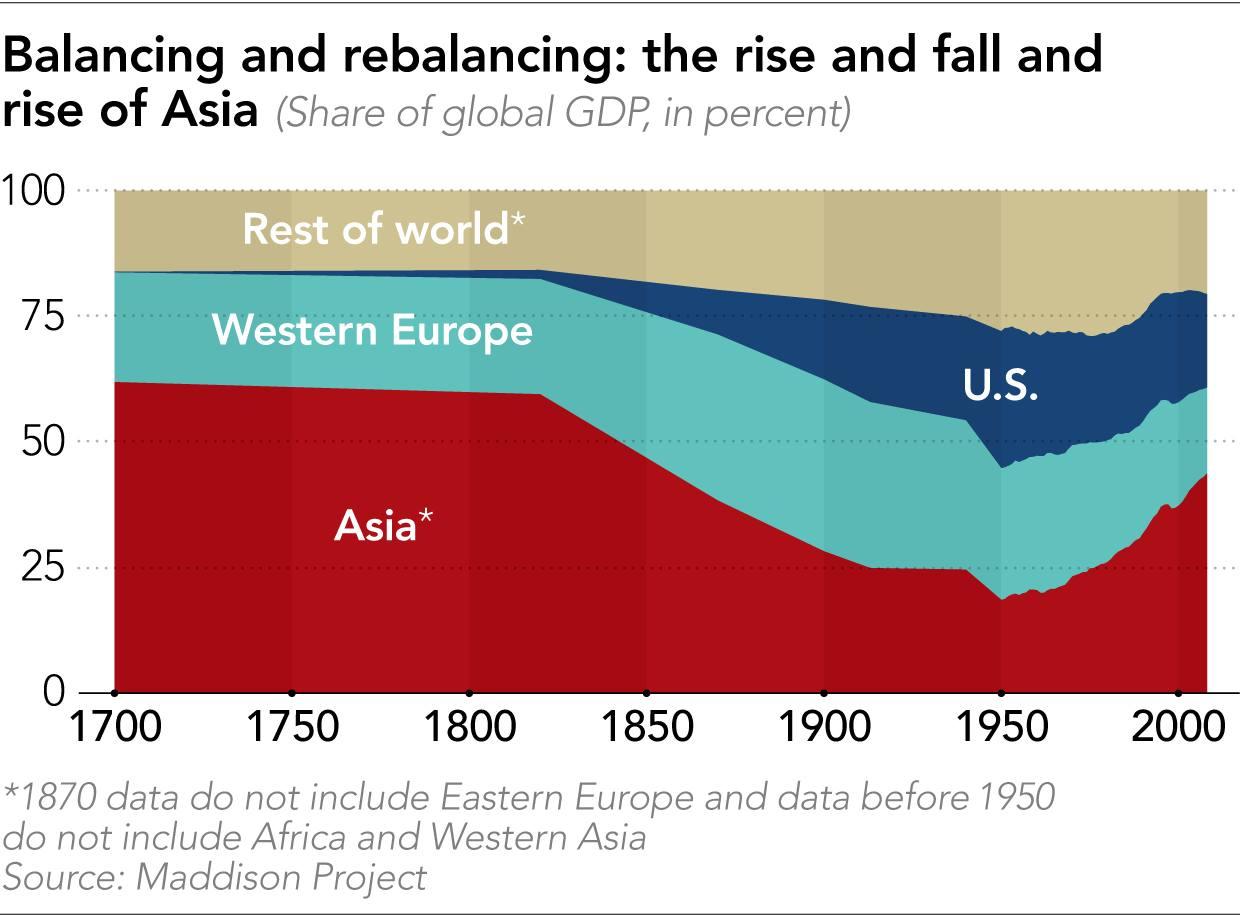 Balancing and rebalancing: the rise and fall and
rise of Asia (Share of global GDP, in percent)
100
Rest of world*
75
Western Europe
U.S.
50
Asia*
25
0
1700 1750 1800 1850 1900 1950 2000
*1870 data do not include Eastern Europe and data before 1950
do not include Africa and Western Asia
Source: Maddison Project